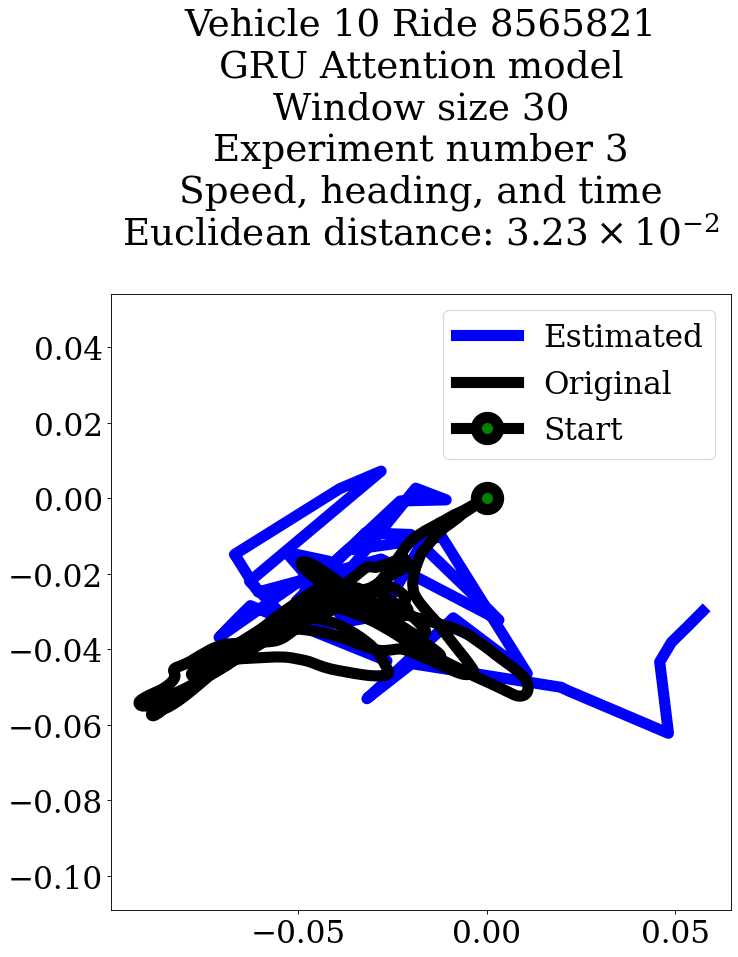 Vehicle 10 Ride 8565821
GRU Attention model
Window size 30
Experiment number 3
Speed, heading, and time
Euclidean distance: 3.23 × 10⁻²
Estimated
Original
Start
0.04
0.02
0.00
−0.02
−0.04
−0.06
−0.08
−0.10
−0.05
0.00
0.05